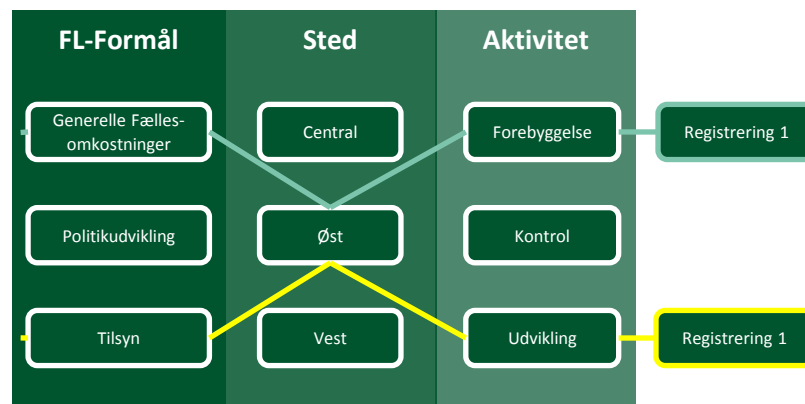 FL-Formål
Sted
Aktivitet
Generelle Fælles-
omkostninger
Central
Forebyggelse
Registrering 1
Politikudvikling
Øst
Kontrol
Tilsyn
Vest
Udvikling
Registrering 1